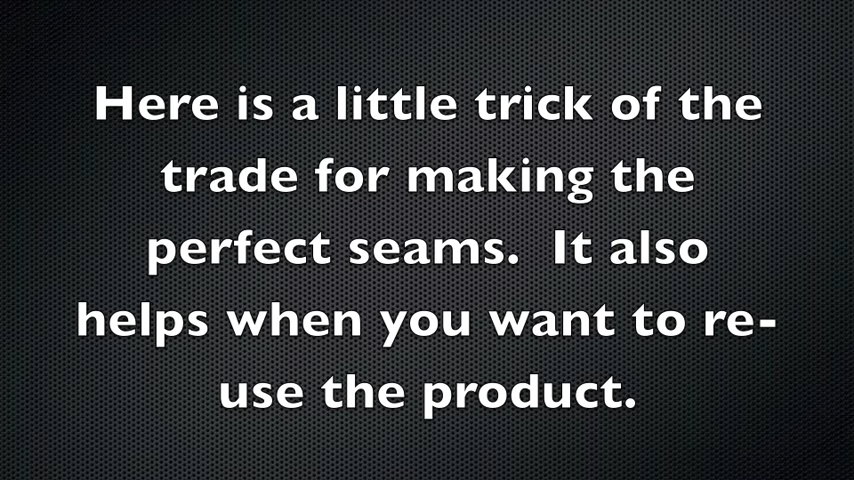 Here is a little trick of the
trade for making the
perfect seams.  It also
helps when you want to re-
use the product.